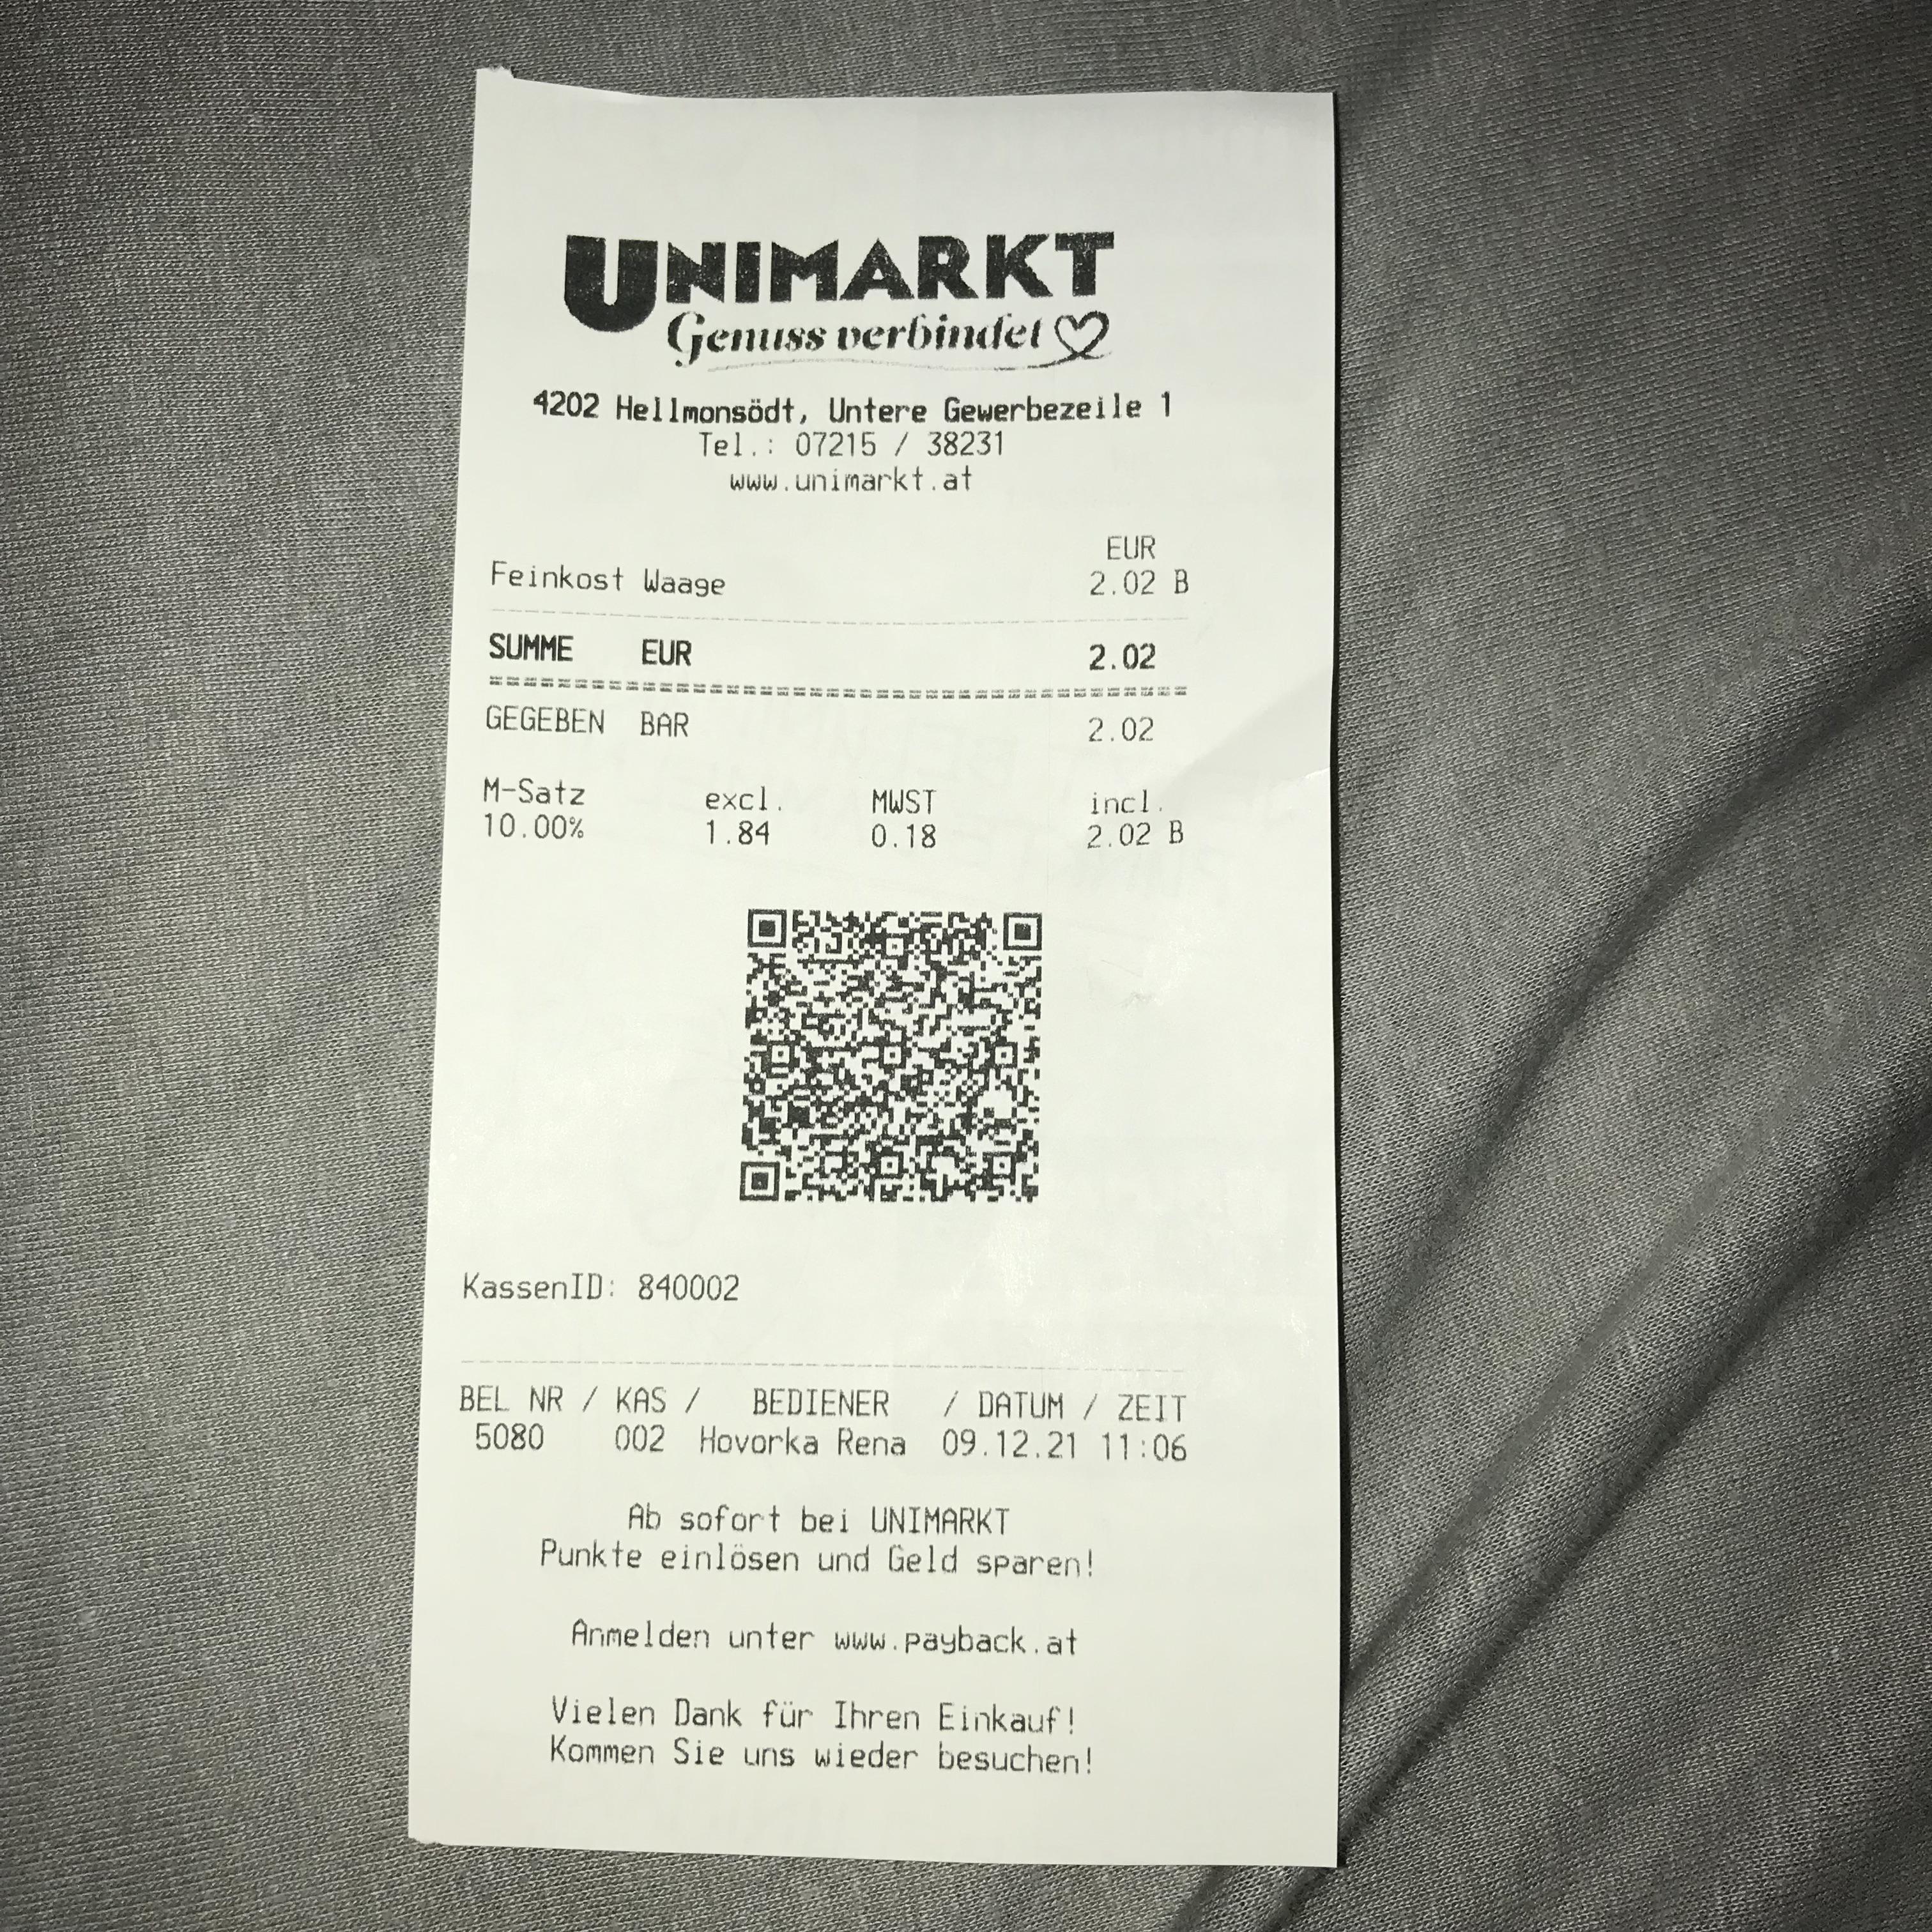 UNIMARKT
Genuss verbindet
4202 Hellmonsödt, Untere Gewerbezeile 1
Tel.: 07215 / 38231
www.unimarkt.at
EUR
Feinkost Waage 2.02 B
SUMME EUR 2.02
GEGEBEN BAR 2.02
M-Satz excl. MWST incl.
10.00% 1.84 0.18 2.02 B
KassenID: 840002
BEL NR / KAS / BEDIENER / DATUM / ZEIT
5080 002 Hovorka Rena 09.12.21 11:06
Ab sofort bei UNIMARKT
Punkte einlösen und Geld sparen!
Anmelden unter www.payback.at
Vielen Dank für Ihren Einkauf!
Kommen Sie uns wieder besuchen!